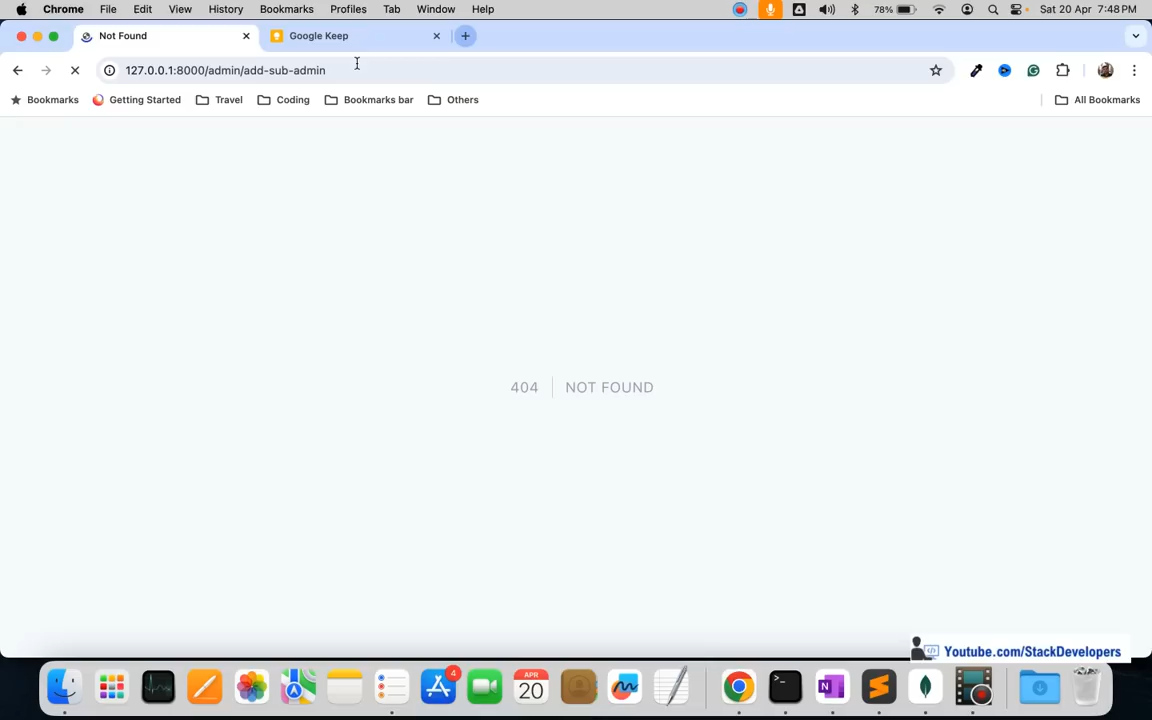 Chrome File Edit View History Bookmarks Profiles Tab Window Help 78% Sat 20 Apr 7:48 PM
Not Found Google Keep
127.0.0.1:8000/admin/add-sub-admin
Bookmarks Getting Started Travel Coding Bookmarks bar Others All Bookmarks
404 NOT FOUND
Youtube.com/StackDevelopers
4
APR
20